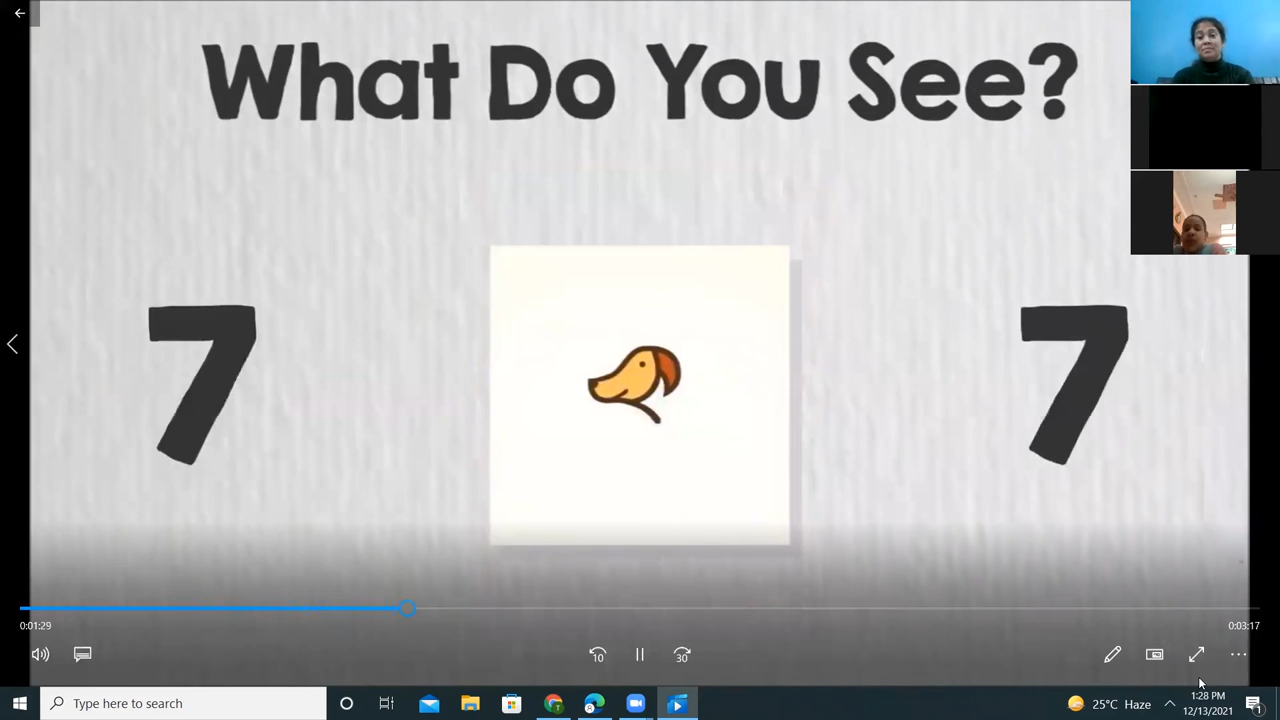 What Do You See?
7 7
0:01:29 0:03:17
10 30
Type here to search
25°C Haze
1:28 PM
12/13/2021
1